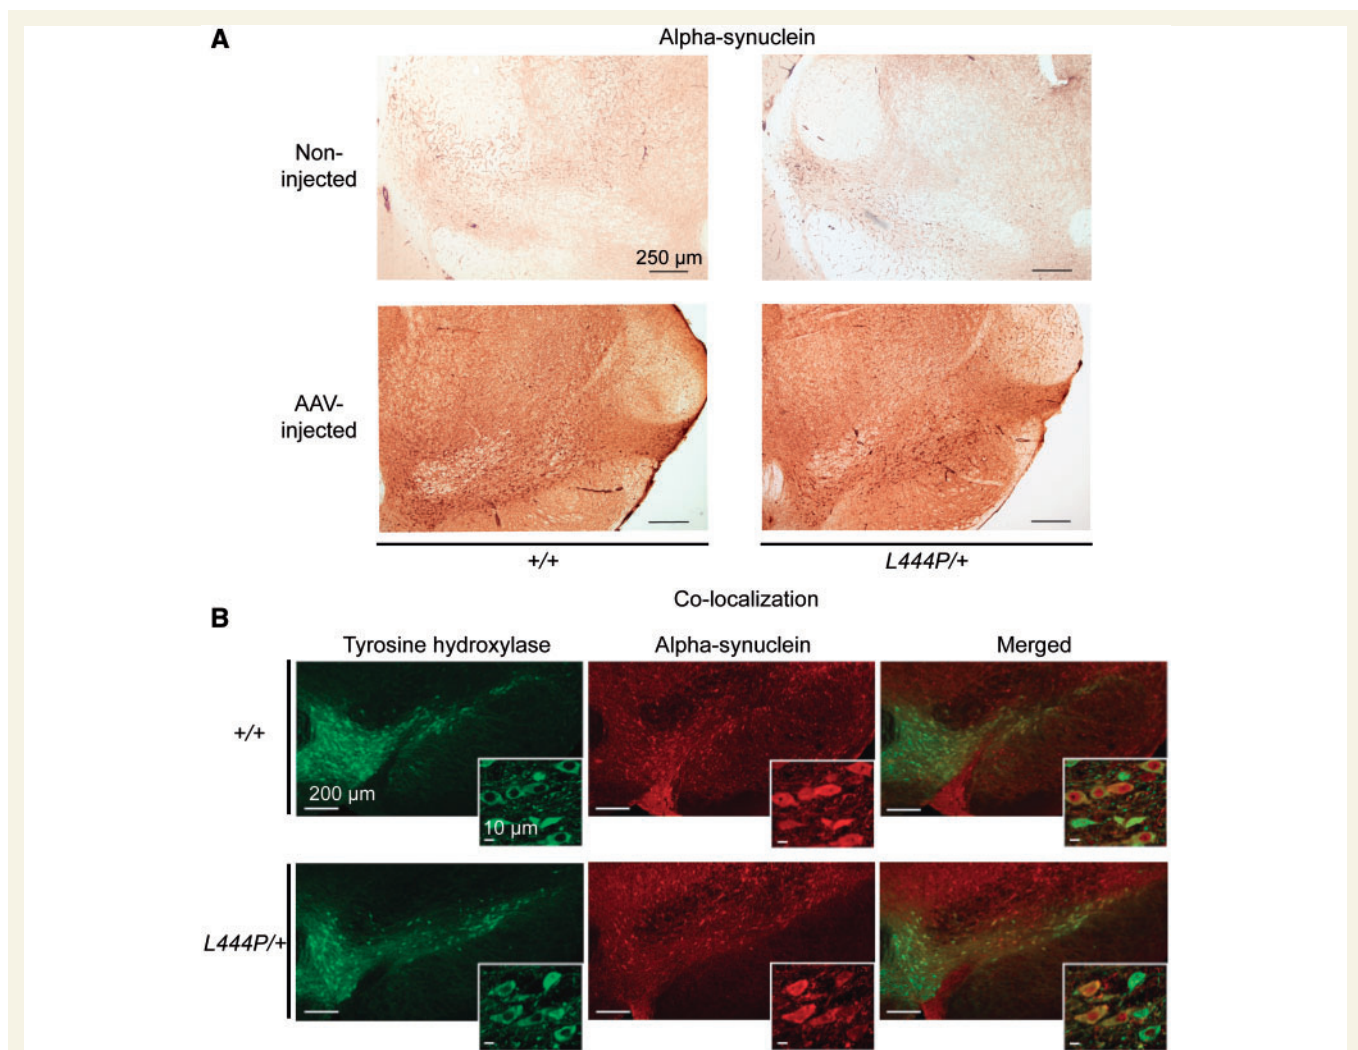 A
Alpha-synuclein
Non-
injected
250 µm
AAV-
injected
+/+
L444P/+
Co-localization
B
Tyrosine hydroxylase
Alpha-synuclein
Merged
+/+
200 µm
10 µm
L444P/+